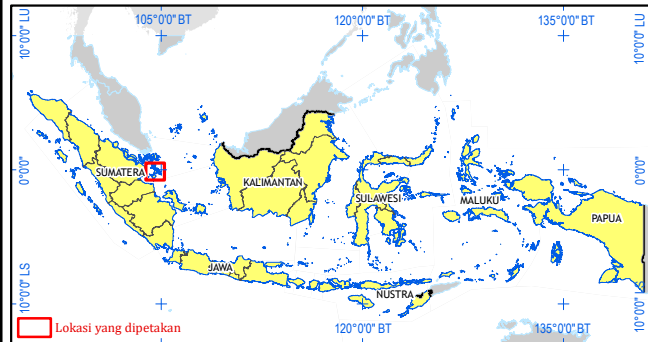 105°0'0" BT
120°0'0" BT
135°0'0" BT
10°0'0" LU
10°0'0" LU
0°0'0"
0°0'0"
SUMATERA
KALIMANTAN
SULAWESI
MALUKU
PAPUA
JAWA
NUSTRA
10°0'0" LS
10°0'0" LS
Lokasi yang dipetakan
120°0'0" BT
135°0'0" BT